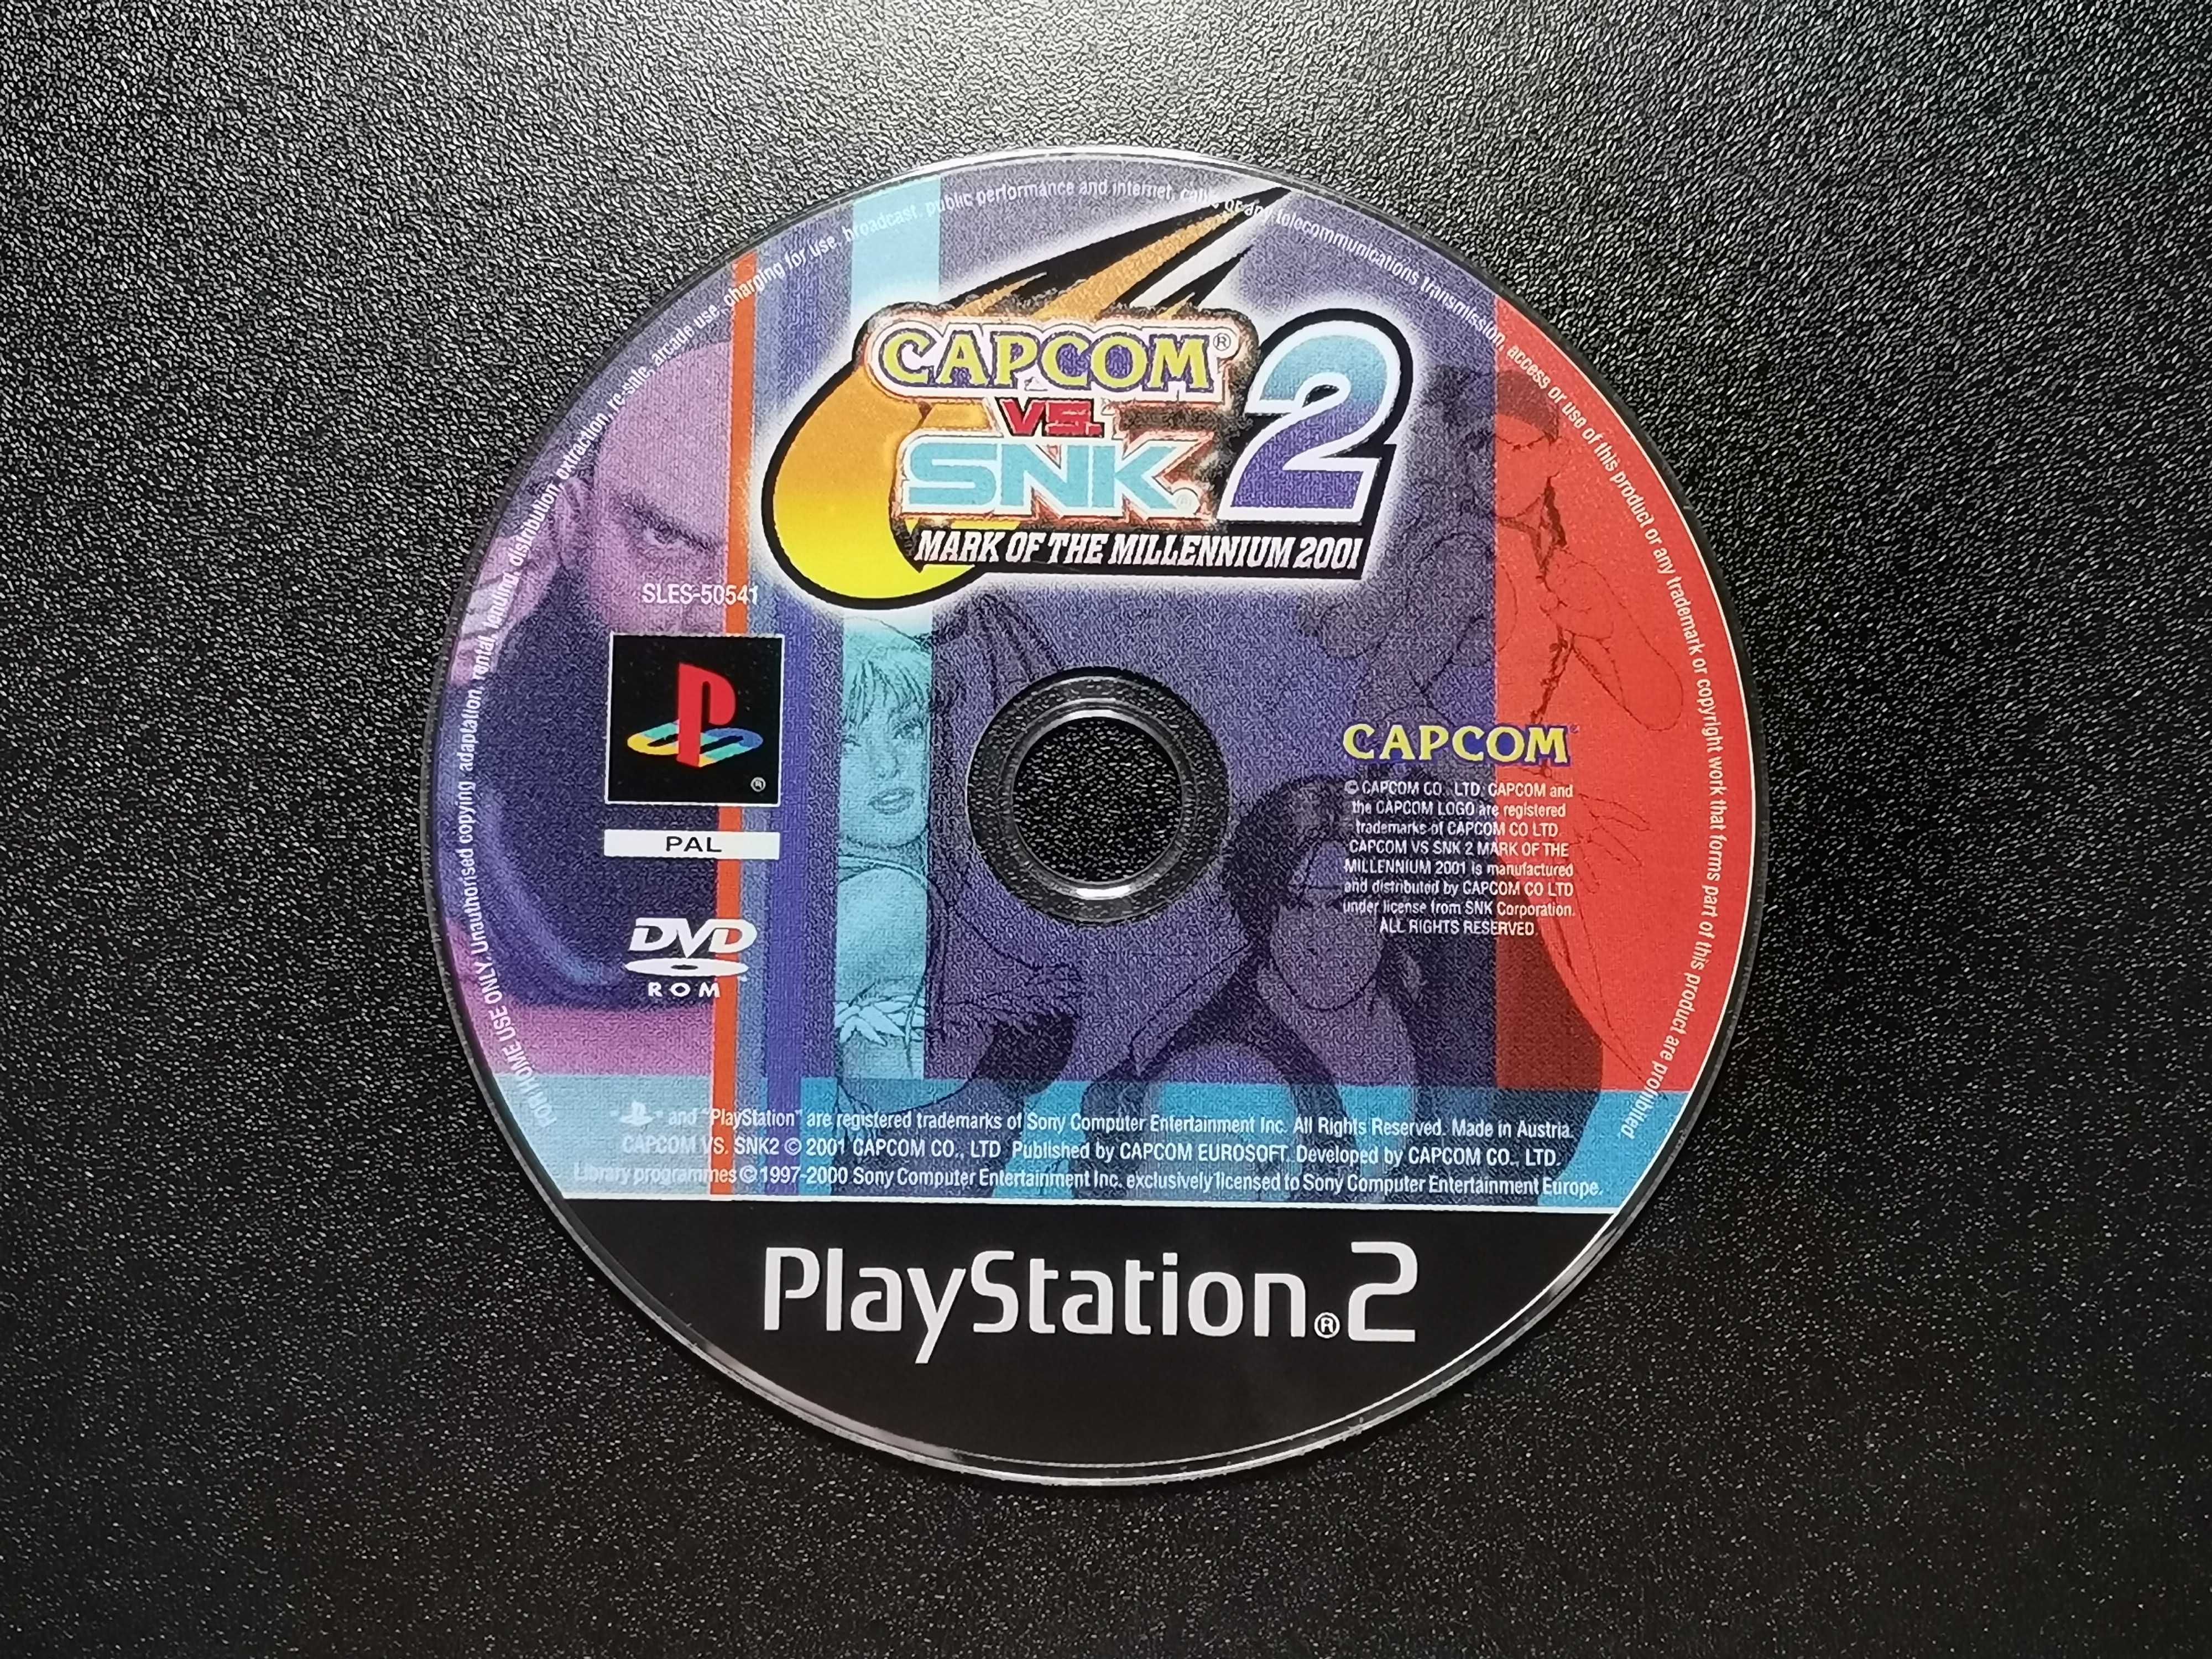 FOR HOME USE ONLY. Unauthorised copying, adaptation, rental, lending, distribution, extraction, re-sale, arcade use, charging for use, broadcast, public performance and internet, cable or any telecommunications transmission, access or use of this product or any trademark or copyright work that forms part of this product are prohibited.
CAPCOM®
VS.
SNK® 2
MARK OF THE MILLENNIUM 2001
SLES-50541
®
PAL
DVD
ROM
CAPCOM
© CAPCOM CO., LTD. CAPCOM and
the CAPCOM LOGO are registered
trademarks of CAPCOM CO LTD
CAPCOM VS SNK 2 MARK OF THE
MILLENNIUM 2001 is manufactured
and distributed by CAPCOM CO LTD
under license from SNK Corporation.
ALL RIGHTS RESERVED.
" " and "PlayStation" are registered trademarks of Sony Computer Entertainment Inc. All Rights Reserved. Made in Austria.
CAPCOM VS. SNK2 © 2001 CAPCOM CO., LTD Published by CAPCOM EUROSOFT. Developed by CAPCOM CO., LTD.
Library programmes © 1997-2000 Sony Computer Entertainment Inc. exclusively licensed to Sony Computer Entertainment Europe.
PlayStation®2